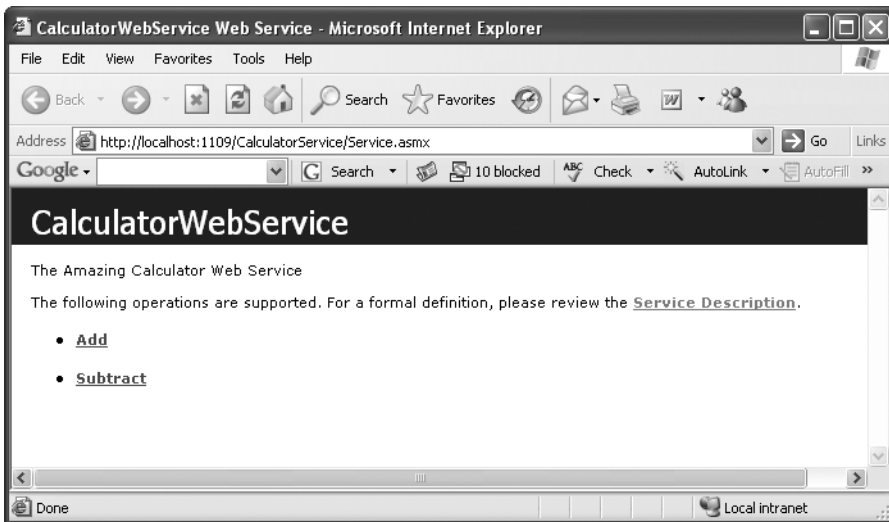 CalculatorWebService Web Service - Microsoft Internet Explorer
File Edit View Favorites Tools Help
Back Search Favorites W
Address http://localhost:1109/CalculatorService/Service.asmx Go Links
Google G Search 10 blocked ABC Check AutoLink AutoFill »
CalculatorWebService
The Amazing Calculator Web Service
The following operations are supported. For a formal definition, please review the Service Description.
• Add
• Subtract
Done Local intranet